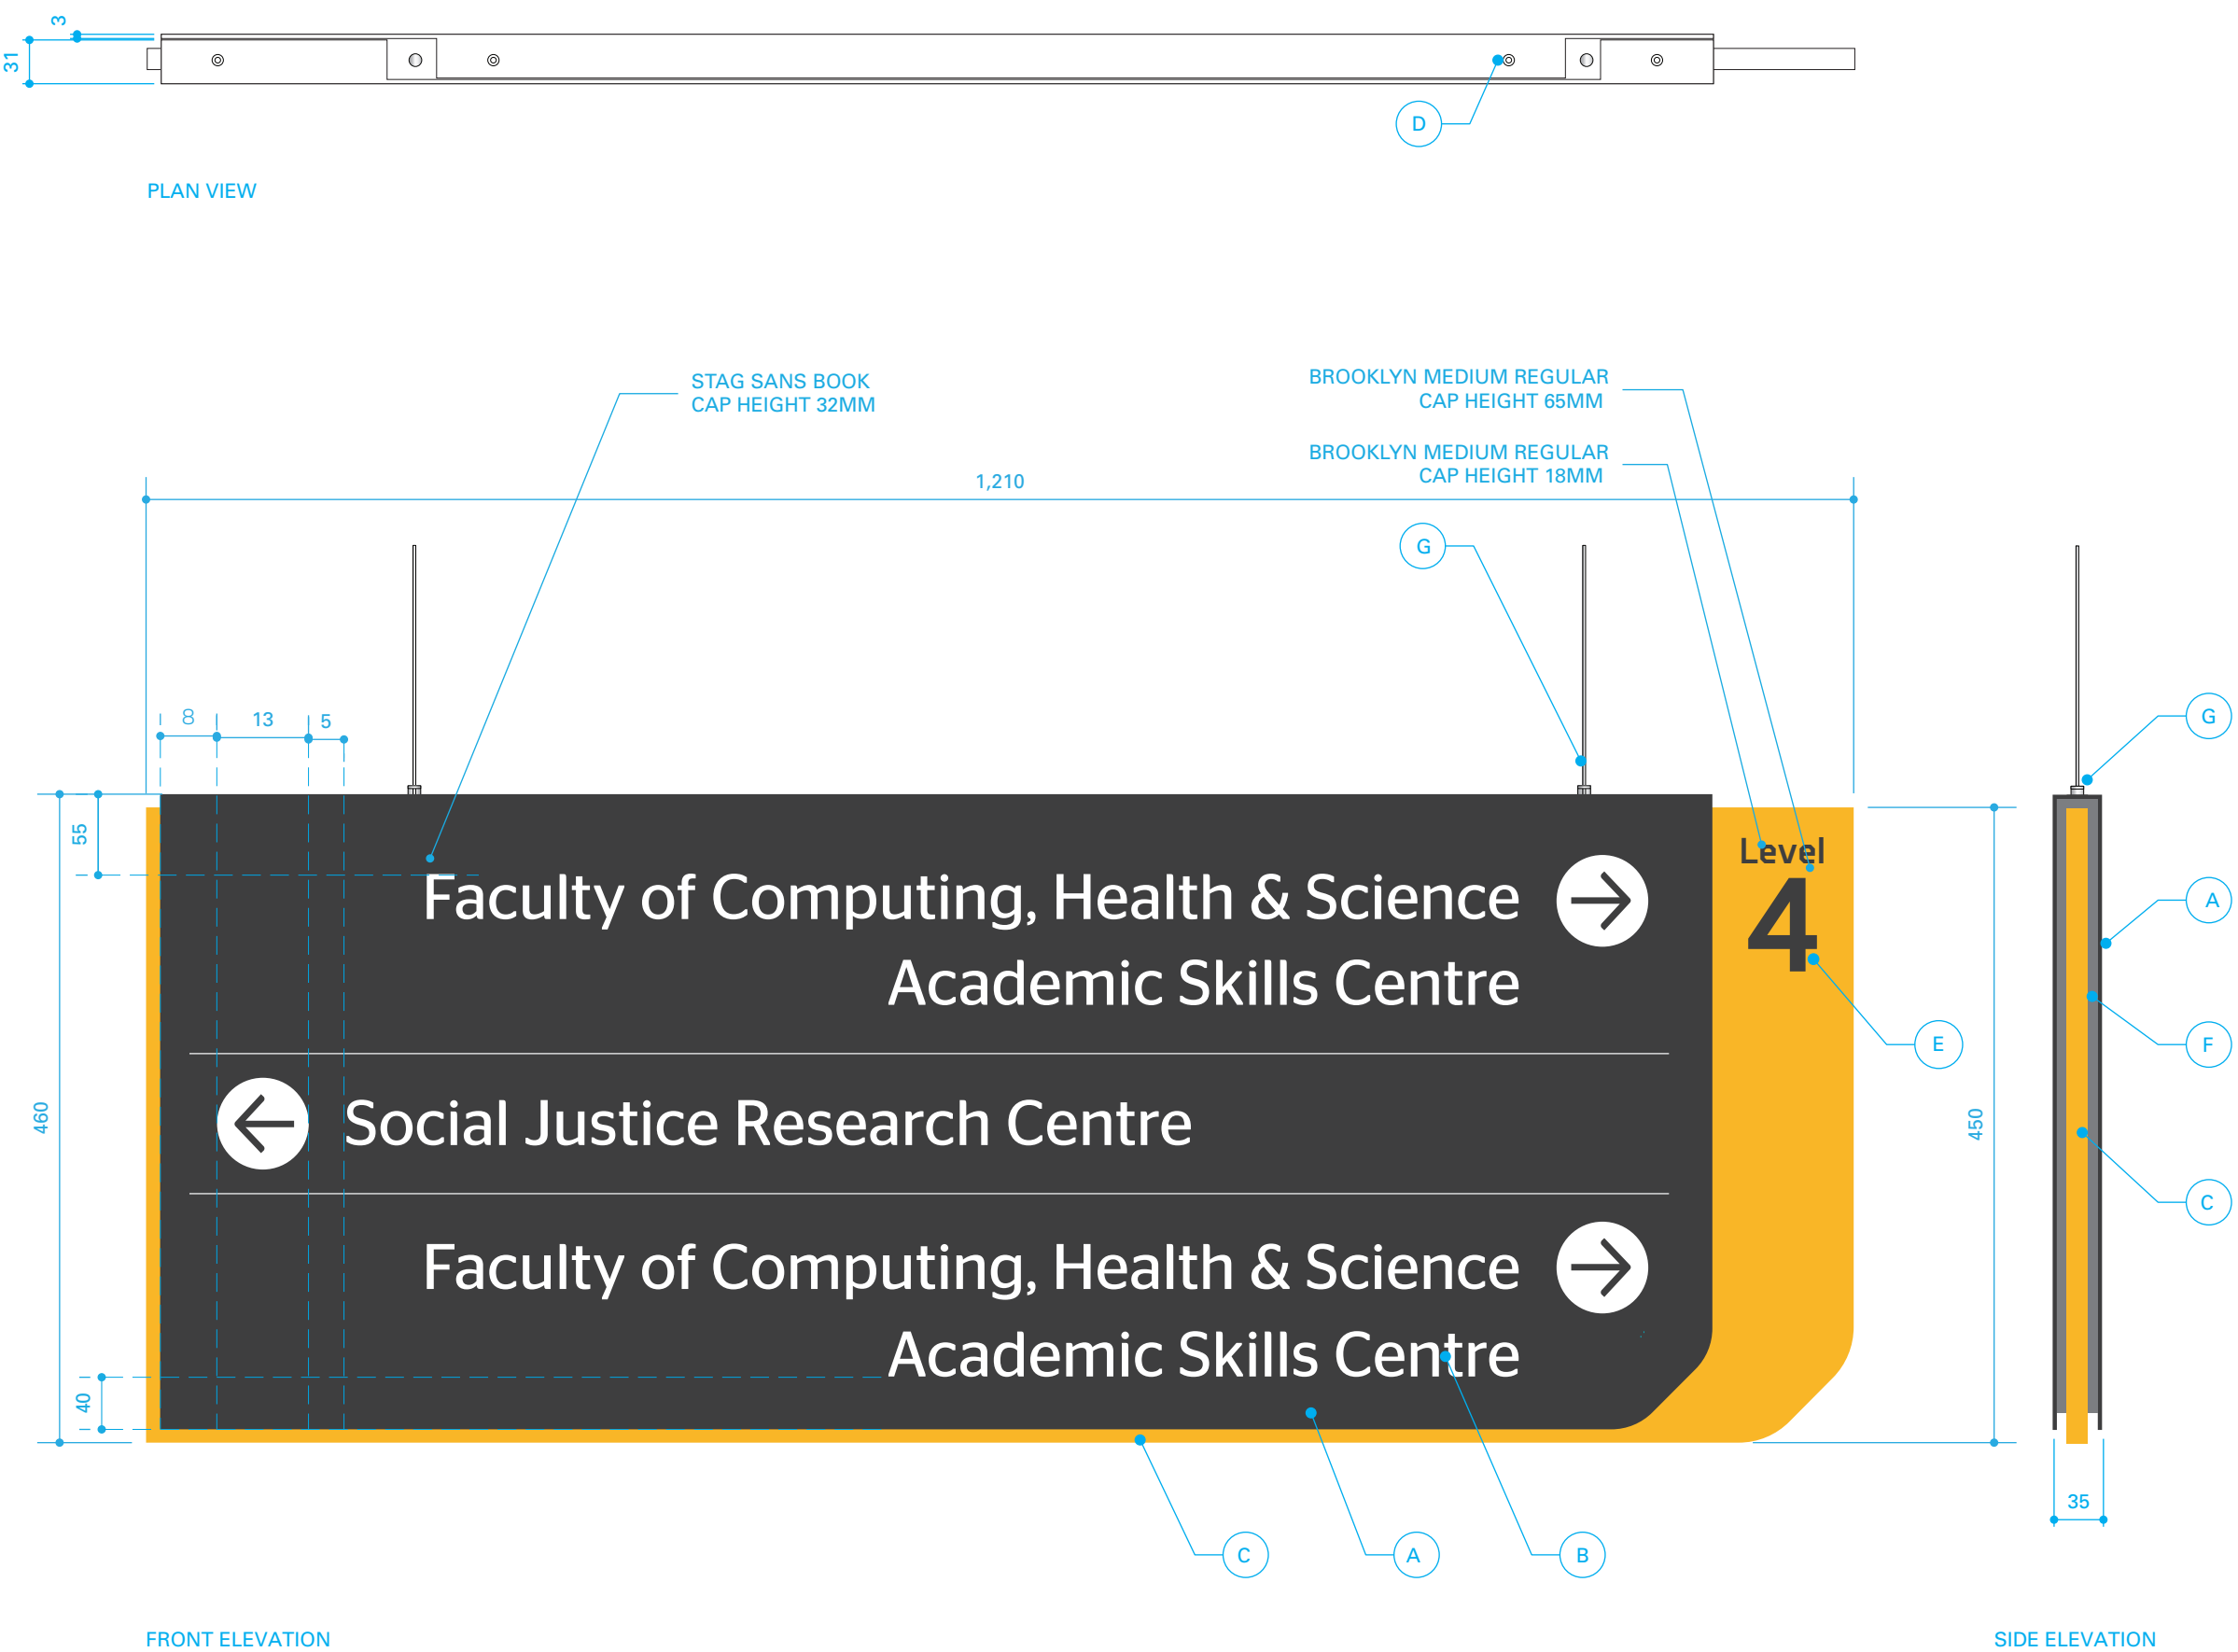 3
31
D
PLAN VIEW
STAG SANS BOOK
CAP HEIGHT 32MM
BROOKLYN MEDIUM REGULAR
CAP HEIGHT 65MM
BROOKLYN MEDIUM REGULAR
CAP HEIGHT 18MM
1,210
G
8
13
5
G
55
Level
4
Faculty of Computing, Health & Science
A
Academic Skills Centre
E
F
460
Social Justice Research Centre
450
C
Faculty of Computing, Health & Science
Academic Skills Centre
40
35
C
A
B
FRONT ELEVATION
SIDE ELEVATION